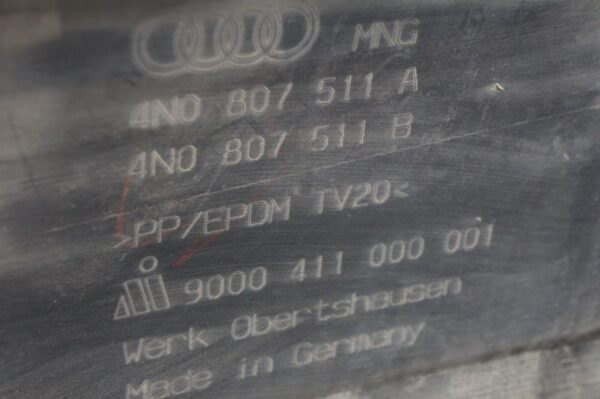 MNG
4N0 807 511 A
4N0 807 511 B
>PP/EPDM TV20<
9000 411 000 001
Werk Obertshausen
Made in Germany